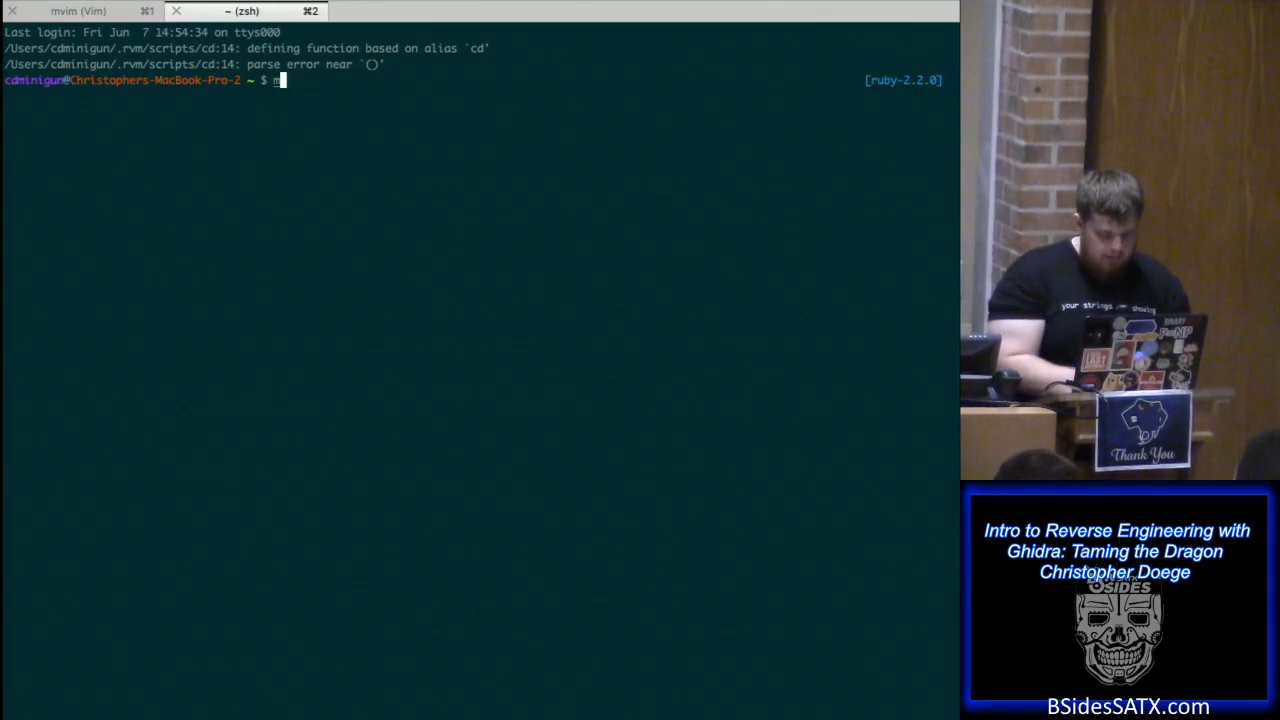 mvim (Vim) ⌘1
~ (zsh) ⌘2
Last login: Fri Jun  7 14:54:34 on ttys000
/Users/cdminigun/.rvm/scripts/cd:14: defining function based on alias `cd'
/Users/cdminigun/.rvm/scripts/cd:14: parse error near `()'
cdminigun@Christophers-MacBook-Pro-2 ~ $ m [ruby-2.2.0]
your strings are showing
BINARY
LAST
Thank You
Intro to Reverse Engineering with
Ghidra: Taming the Dragon
Christopher Doege
BSIDES
BSidesSATX.com